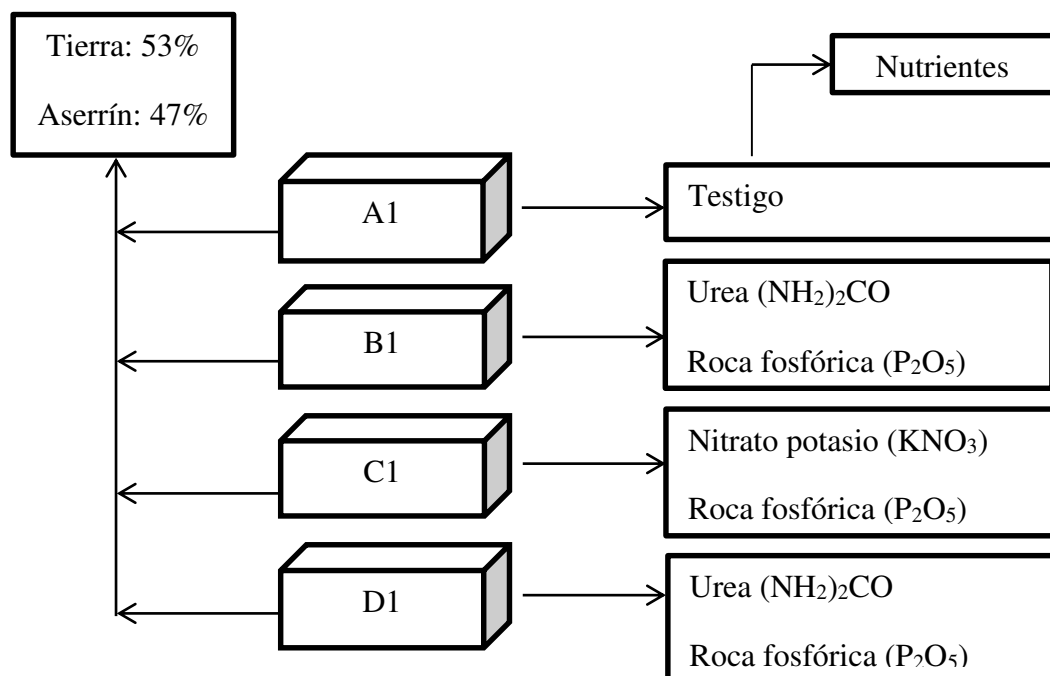 Tierra: 53%
Aserrín: 47%
Nutrientes
A1
Testigo
B1
Urea (NH₂)₂CO
Roca fosfórica (P₂O₅)
C1
Nitrato potasio (KNO₃)
Roca fosfórica (P₂O₅)
D1
Urea (NH₂)₂CO
Roca fosfórica (P₂O₅)